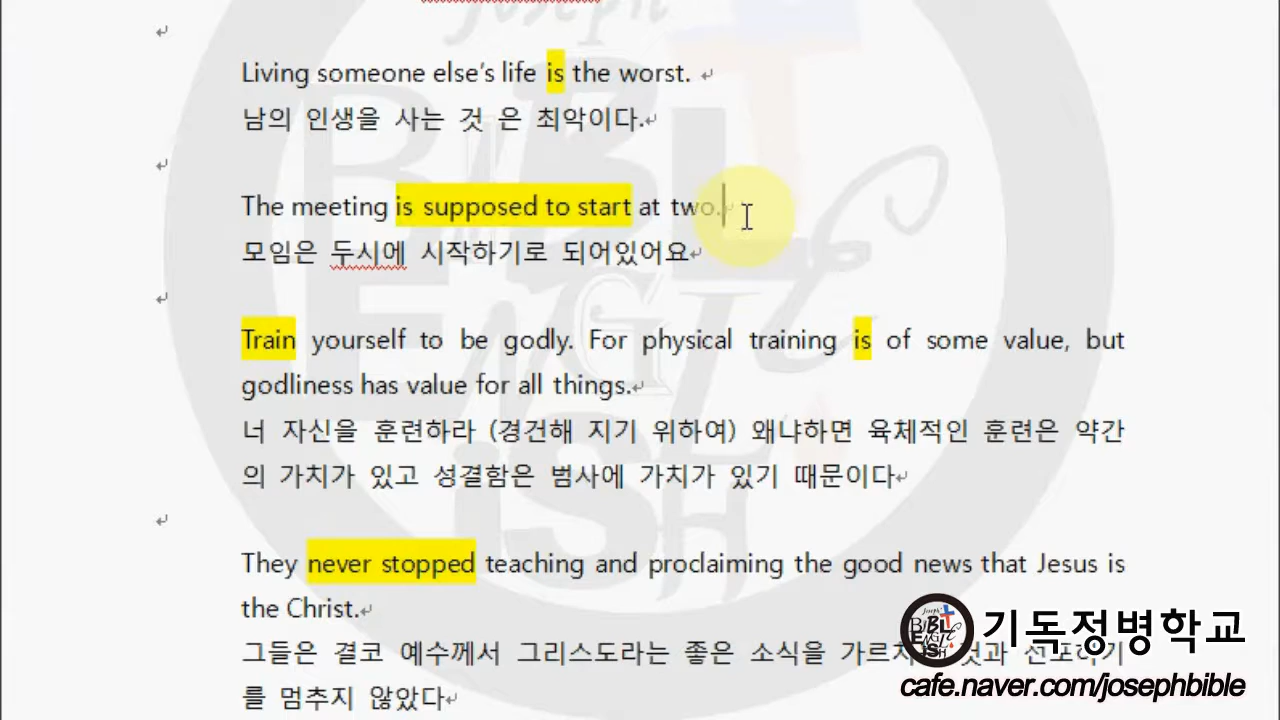 Living someone else's life is the worst.
남의 인생을 사는 것 은 최악이다.
The meeting is supposed to start at two.
모임은 두시에 시작하기로 되어있어요
Train yourself to be godly. For physical training is of some value, but
godliness has value for all things.
너 자신을 훈련하라 (경건해 지기 위하여) 왜냐하면 육체적인 훈련은 약간
의 가치가 있고 성결함은 범사에 가치가 있기 때문이다
They never stopped teaching and proclaiming the good news that Jesus is
the Christ.
그들은 결코 예수께서 그리스도라는 좋은 소식을
를 멈추지 않았다
Joseph
BIBLE
ENGLISH
기독정병학교
cafe.naver.com/josephbible